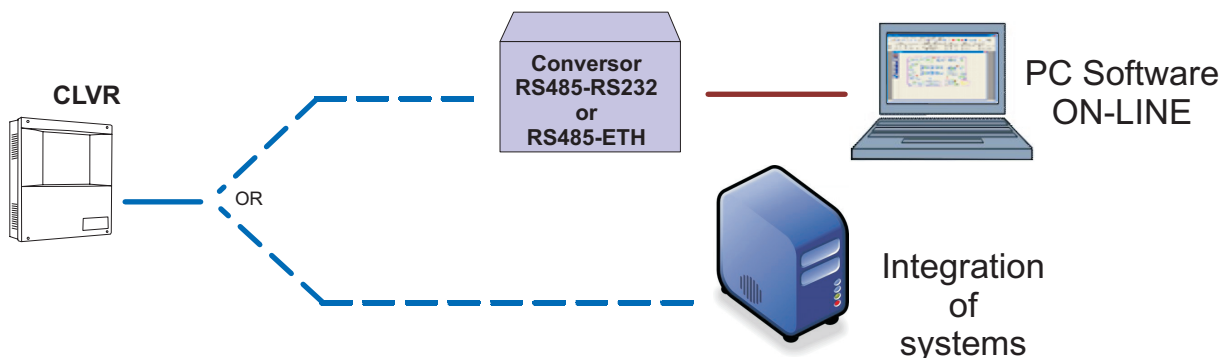 CLVR
OR
Conversor
RS485-RS232
or
RS485-ETH
PC Software
ON-LINE
Integration
of
systems